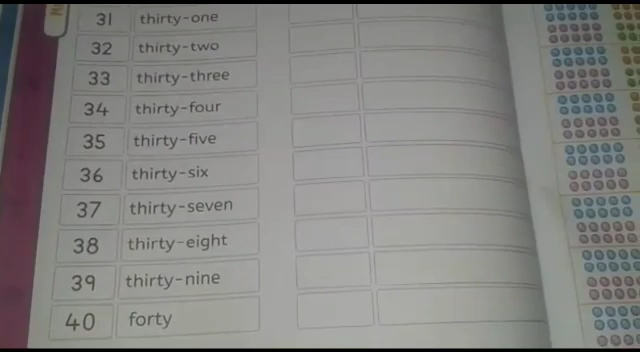 31 thirty-one
32 thirty-two
33 thirty-three
34 thirty-four
35 thirty-five
36 thirty-six
37 thirty-seven
38 thirty-eight
39 thirty-nine
40 forty